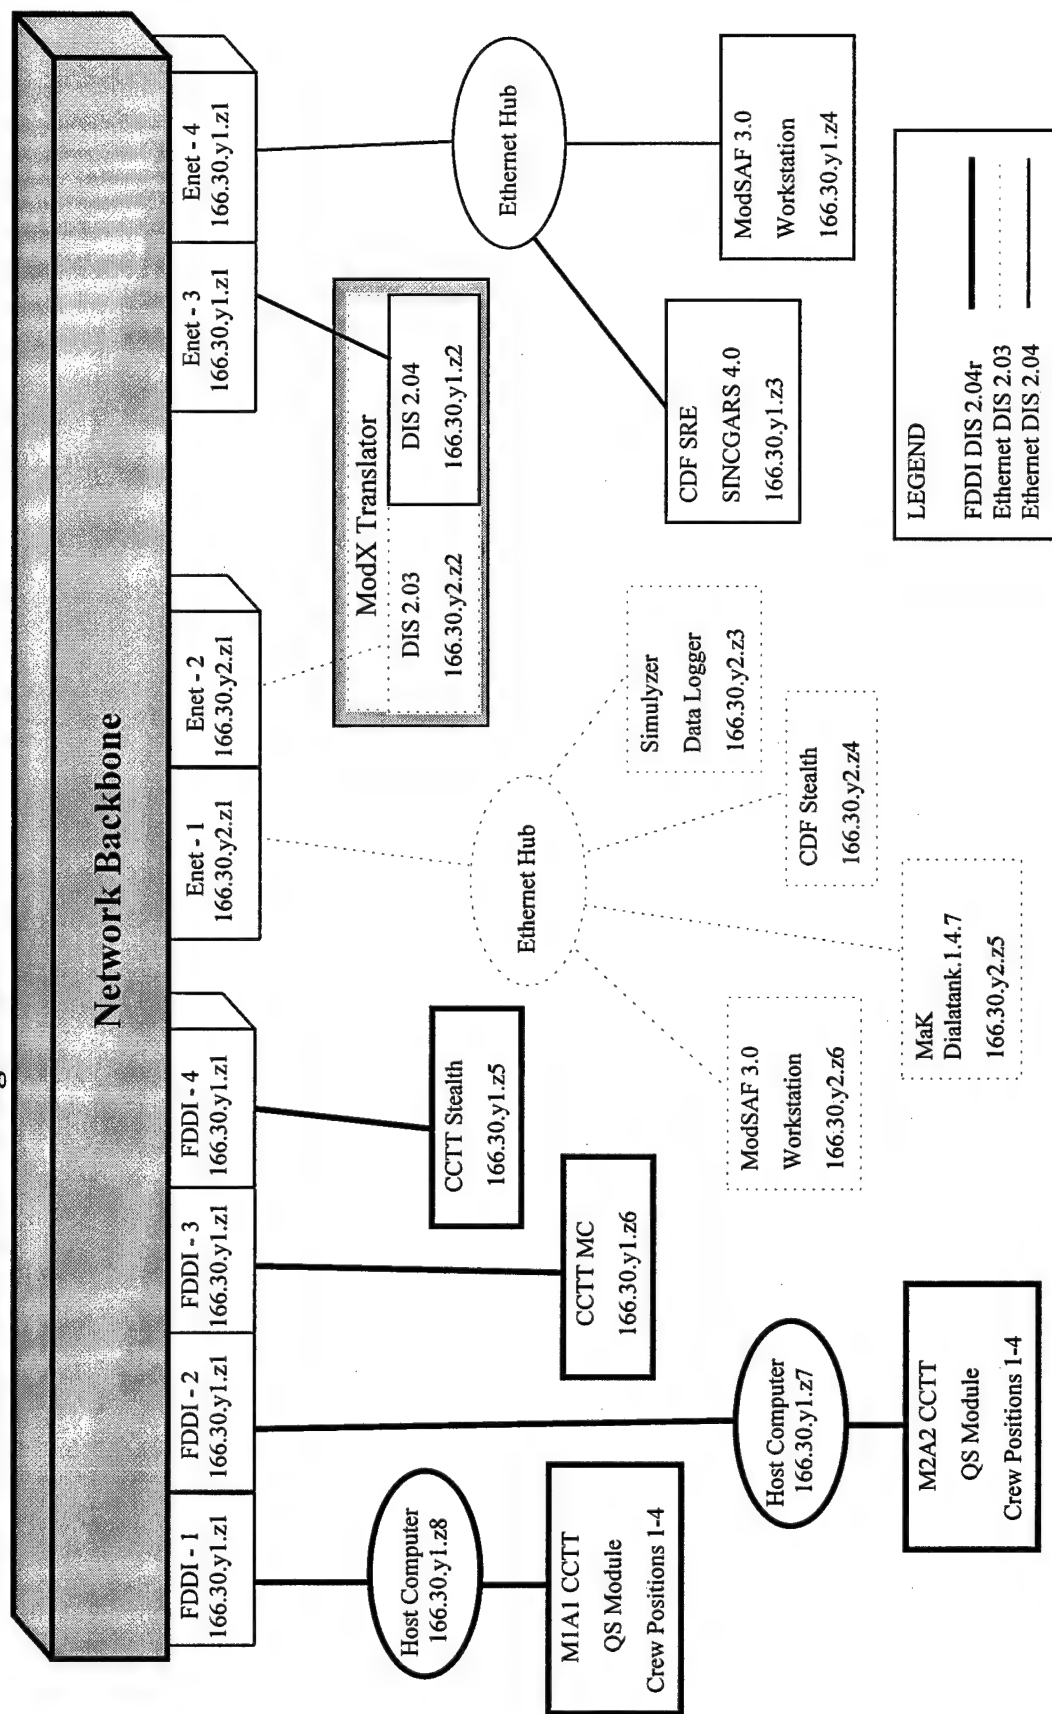 Network Backbone
FDDI - 1
166.30.y1.z1
FDDI - 2
166.30.y1.z1
FDDI - 3
166.30.y1.z1
FDDI - 4
166.30.y1.z1
Enet - 1
166.30.y2.z1
Enet - 2
166.30.y2.z1
Enet - 3
166.30.y1.z1
Enet - 4
166.30.y1.z1
Host Computer
166.30.y1.z8
M1A1 CCTT
QS Module
Crew Positions 1-4
Host Computer
166.30.y1.z7
M2A2 CCTT
QS Module
Crew Positions 1-4
CCTT MC
166.30.y1.z6
CCTT Stealth
166.30.y1.z5
Ethernet Hub
ModSAF 3.0
Workstation
166.30.y2.z6
MaK
Dialatank.1.4.7
166.30.y2.z5
CDF Stealth
166.30.y2.z4
Simulyzer
Data Logger
166.30.y2.z3
ModX Translator
DIS 2.03
166.30.y2.z2
DIS 2.04
166.30.y1.z2
Ethernet Hub
CDF SRE
SINCGARS 4.0
166.30.y1.z3
ModSAF 3.0
Workstation
166.30.y1.z4
LEGEND
FDDI DIS 2.04r
Ethernet DIS 2.03
Ethernet DIS 2.04